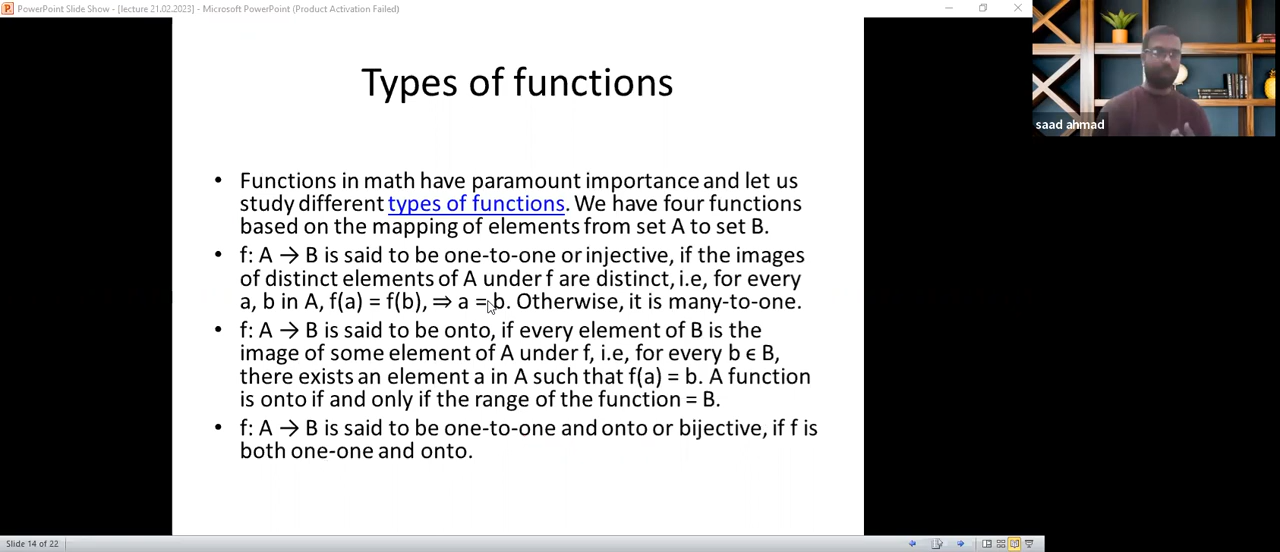 PowerPoint Slide Show - [lecture 21.02.2023] - Microsoft PowerPoint (Product Activation Failed)
saad ahmad
Types of functions
• Functions in math have paramount importance and let us
study different types of functions. We have four functions
based on the mapping of elements from set A to set B.
• f: A → B is said to be one-to-one or injective, if the images
of distinct elements of A under f are distinct, i.e, for every
a, b in A, f(a) = f(b), ⇒ a = b. Otherwise, it is many-to-one.
• f: A → B is said to be onto, if every element of B is the
image of some element of A under f, i.e, for every b ϵ B,
there exists an element a in A such that f(a) = b. A function
is onto if and only if the range of the function = B.
• f: A → B is said to be one-to-one and onto or bijective, if f is
both one-one and onto.
Slide 14 of 22